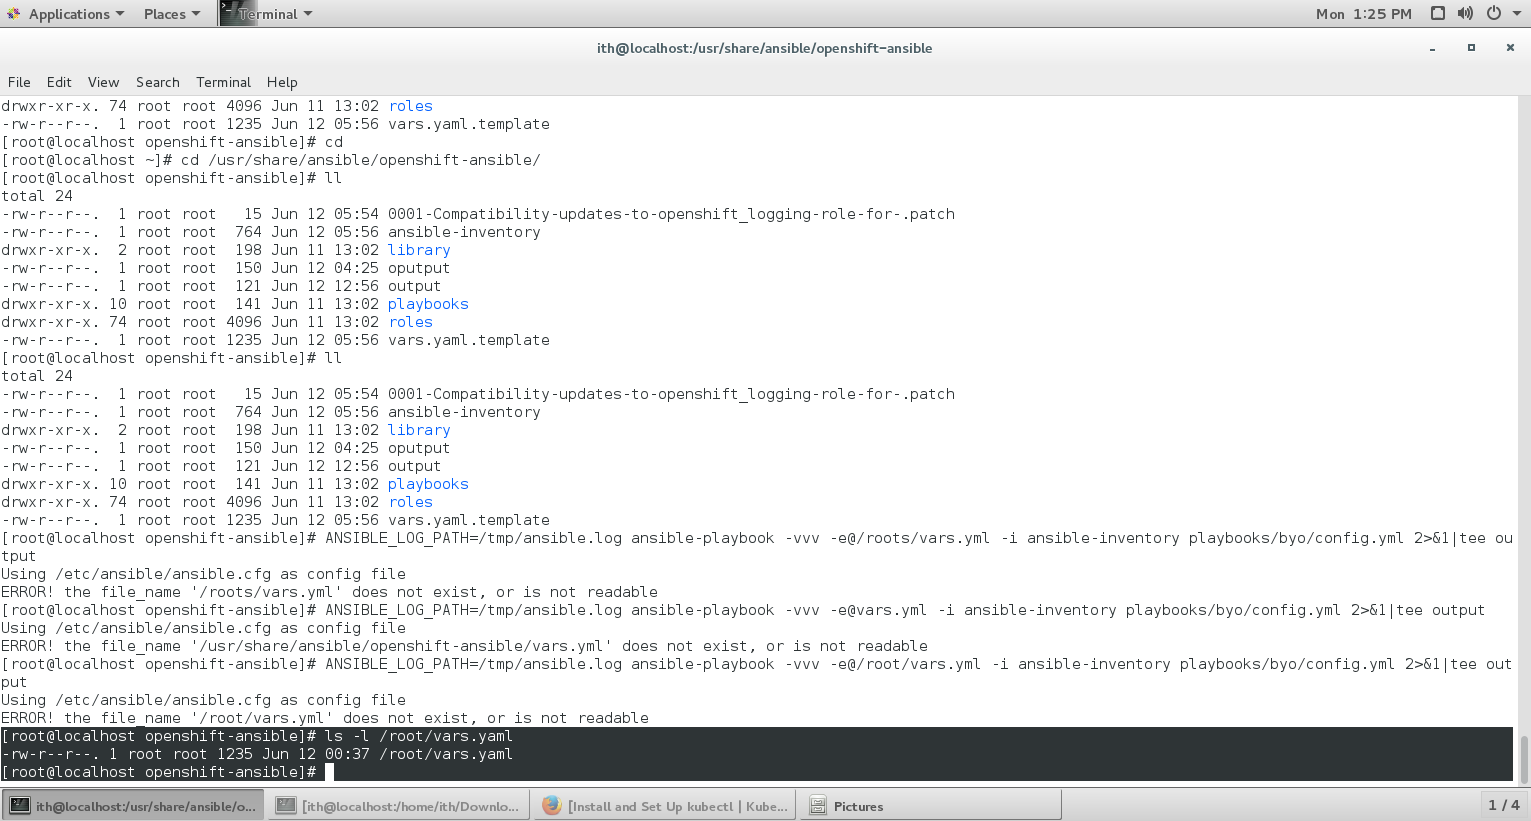 Applications Places Terminal Mon 1:25 PM
ith@localhost:/usr/share/ansible/openshift-ansible
File Edit View Search Terminal Help
drwxr-xr-x. 74 root root 4096 Jun 11 13:02 roles
-rw-r--r--.  1 root root 1235 Jun 12 05:56 vars.yaml.template
[root@localhost openshift-ansible]# cd
[root@localhost ~]# cd /usr/share/ansible/openshift-ansible/
[root@localhost openshift-ansible]# ll
total 24
-rw-r--r--.  1 root root   15 Jun 12 05:54 0001-Compatibility-updates-to-openshift_logging-role-for-.patch
-rw-r--r--.  1 root root  764 Jun 12 05:56 ansible-inventory
drwxr-xr-x.  2 root root  198 Jun 11 13:02 library
-rw-r--r--.  1 root root  150 Jun 12 04:25 oputput
-rw-r--r--.  1 root root  121 Jun 12 12:56 output
drwxr-xr-x. 10 root root  141 Jun 11 13:02 playbooks
drwxr-xr-x. 74 root root 4096 Jun 11 13:02 roles
-rw-r--r--.  1 root root 1235 Jun 12 05:56 vars.yaml.template
[root@localhost openshift-ansible]# ll
total 24
-rw-r--r--.  1 root root   15 Jun 12 05:54 0001-Compatibility-updates-to-openshift_logging-role-for-.patch
-rw-r--r--.  1 root root  764 Jun 12 05:56 ansible-inventory
drwxr-xr-x.  2 root root  198 Jun 11 13:02 library
-rw-r--r--.  1 root root  150 Jun 12 04:25 oputput
-rw-r--r--.  1 root root  121 Jun 12 12:56 output
drwxr-xr-x. 10 root root  141 Jun 11 13:02 playbooks
drwxr-xr-x. 74 root root 4096 Jun 11 13:02 roles
-rw-r--r--.  1 root root 1235 Jun 12 05:56 vars.yaml.template
[root@localhost openshift-ansible]# ANSIBLE_LOG_PATH=/tmp/ansible.log ansible-playbook -vvv -e@/roots/vars.yml -i ansible-inventory playbooks/byo/config.yml 2>&1|tee ou
tput
Using /etc/ansible/ansible.cfg as config file
ERROR! the file_name '/roots/vars.yml' does not exist, or is not readable
[root@localhost openshift-ansible]# ANSIBLE_LOG_PATH=/tmp/ansible.log ansible-playbook -vvv -e@vars.yml -i ansible-inventory playbooks/byo/config.yml 2>&1|tee output
Using /etc/ansible/ansible.cfg as config file
ERROR! the file_name '/usr/share/ansible/openshift-ansible/vars.yml' does not exist, or is not readable
[root@localhost openshift-ansible]# ANSIBLE_LOG_PATH=/tmp/ansible.log ansible-playbook -vvv -e@/root/vars.yml -i ansible-inventory playbooks/byo/config.yml 2>&1|tee out
put
Using /etc/ansible/ansible.cfg as config file
ERROR! the file_name '/root/vars.yml' does not exist, or is not readable
[root@localhost openshift-ansible]# ls -l /root/vars.yaml
-rw-r--r--. 1 root root 1235 Jun 12 00:37 /root/vars.yaml
[root@localhost openshift-ansible]#
ith@localhost:/usr/share/ansible/o... [ith@localhost:/home/ith/Downlo... [Install and Set Up kubectl | Kube... Pictures 1 / 4